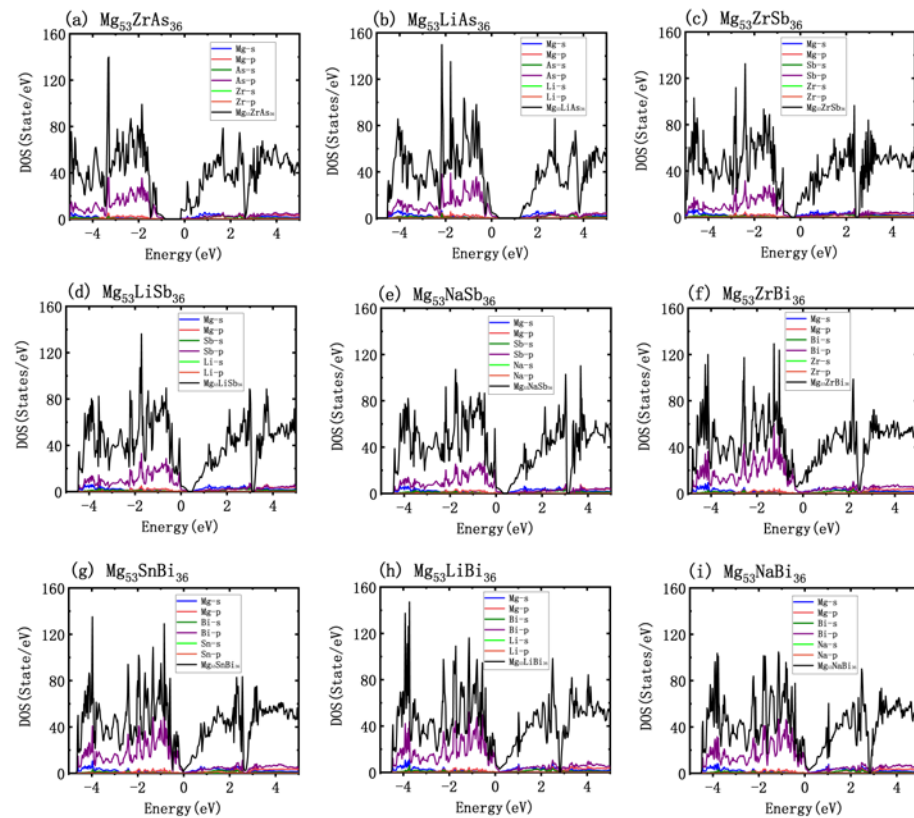 (a) Mg₅₃ZrAs₃₆
160
120
80
40
0
DOS(State/eV)
Mg-s
Mg-p
As-s
As-p
Zr-s
Zr-p
Mg₅₃ZrAs₃₆
-4 -2 0 2 4
Energy(eV)
(b) Mg₅₃LiAs₃₆
160
120
80
40
0
DOS(States/eV)
Mg-s
Mg-p
As-s
As-p
Li-s
Li-p
Mg₅₃LiAs₃₆
-4 -2 0 2 4
Energy(eV)
(c) Mg₅₃ZrSb₃₆
160
120
80
40
0
DOS(State/eV)
Mg-s
Mg-p
Sb-s
Sb-p
Zr-s
Zr-p
Mg₅₃ZrSb₃₆
-4 -2 0 2 4
Energy(eV)
(d) Mg₅₃LiSb₃₆
160
120
80
40
0
DOS(States/eV)
Mg-s
Mg-p
Sb-s
Sb-p
Li-s
Li-p
Mg₅₃LiSb₃₆
-4 -2 0 2 4
Energy(eV)
(e) Mg₅₃NaSb₃₆
160
120
80
40
0
DOS(States/eV)
Mg-s
Mg-p
Sb-s
Sb-p
Na-s
Na-p
Mg₅₃NaSb₃₆
-4 -2 0 2 4
Energy(eV)
(f) Mg₅₃ZrBi₃₆
160
120
80
40
0
DOS(States/eV)
Mg-s
Mg-p
Bi-s
Bi-p
Zr-s
Zr-p
Mg₅₃ZrBi₃₆
-4 -2 0 2 4
Energy(eV)
(g) Mg₅₃SnBi₃₆
160
120
80
40
0
DOS(States/eV)
Mg-s
Mg-p
Bi-s
Bi-p
Sn-s
Sn-p
Mg₅₃SnBi₃₆
-4 -2 0 2 4
Energy(eV)
(h) Mg₅₃LiBi₃₆
160
120
80
40
0
DOS(States/eV)
Mg-s
Mg-p
Bi-s
Bi-p
Li-s
Li-p
Mg₅₃LiBi₃₆
-4 -2 0 2 4
Energy(eV)
(i) Mg₅₃NaBi₃₆
160
120
80
40
0
DOS(States/eV)
Mg-s
Mg-p
Bi-s
Bi-p
Na-s
Na-p
Mg₅₃NaBi₃₆
-4 -2 0 2 4
Energy(eV)